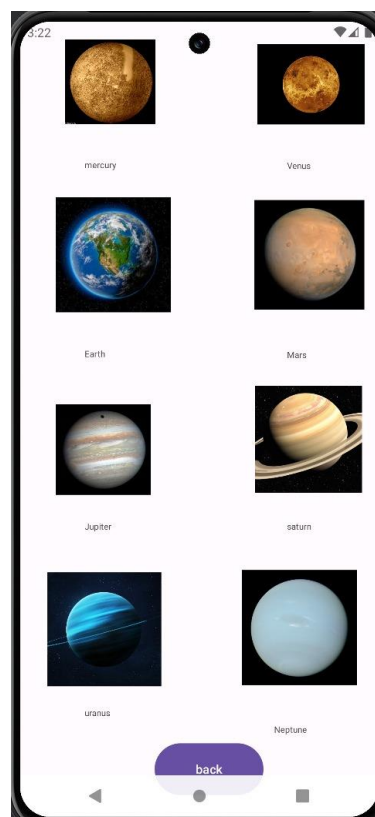 3:22
mercury
Venus
Earth
Mars
Jupiter
saturn
uranus
Neptune
back